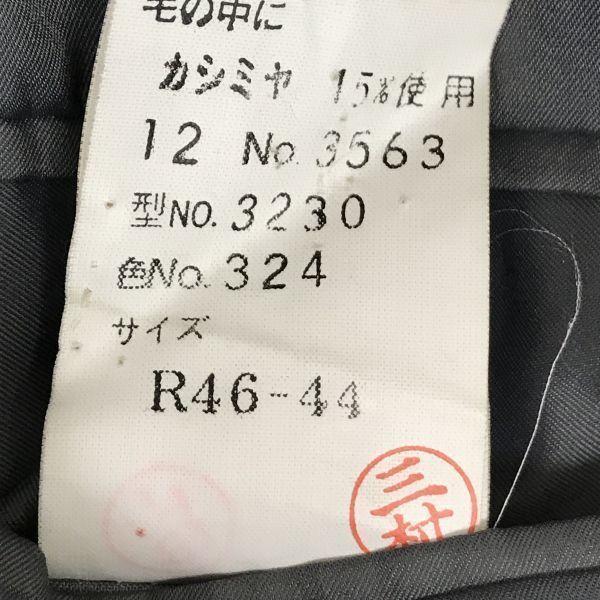 毛の中に
カシミヤ 15%使用
12 No.3563
型NO.3230
色No.324
サイズ
R46-44
三村